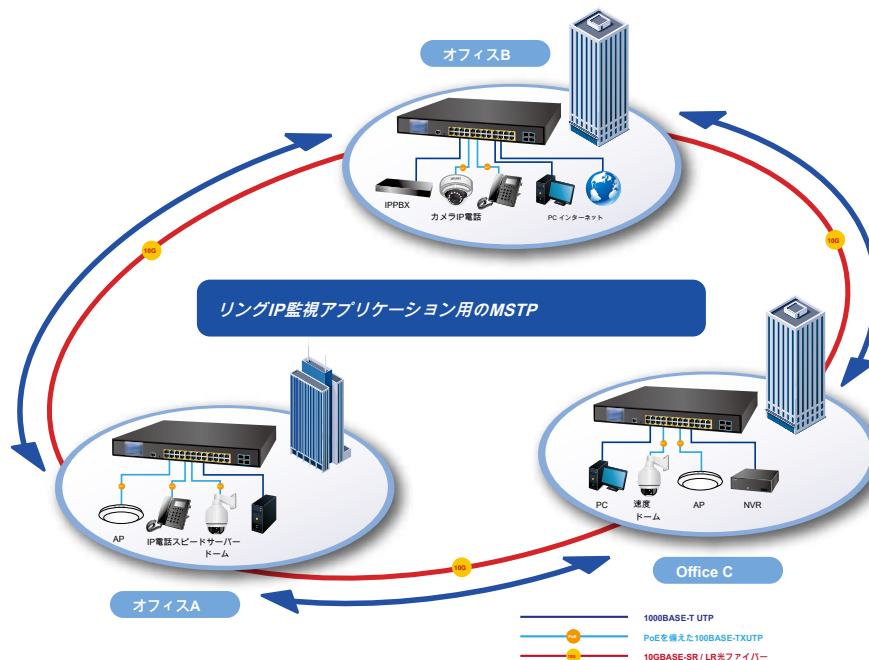 オフィスB
IPPBX
カメラIP電話
PC インターネット
10G
10G
リングIP監視アプリケーション用のMSTP
AP
IP電話スピードサーバー
ドーム
PC
速度
ドーム
AP
NVR
10G
オフィスA
Office C
1000BASE-T UTP
PoE
PoEを備えた100BASE-TXUTP
10G
10GBASE-SR / LR光ファイバー